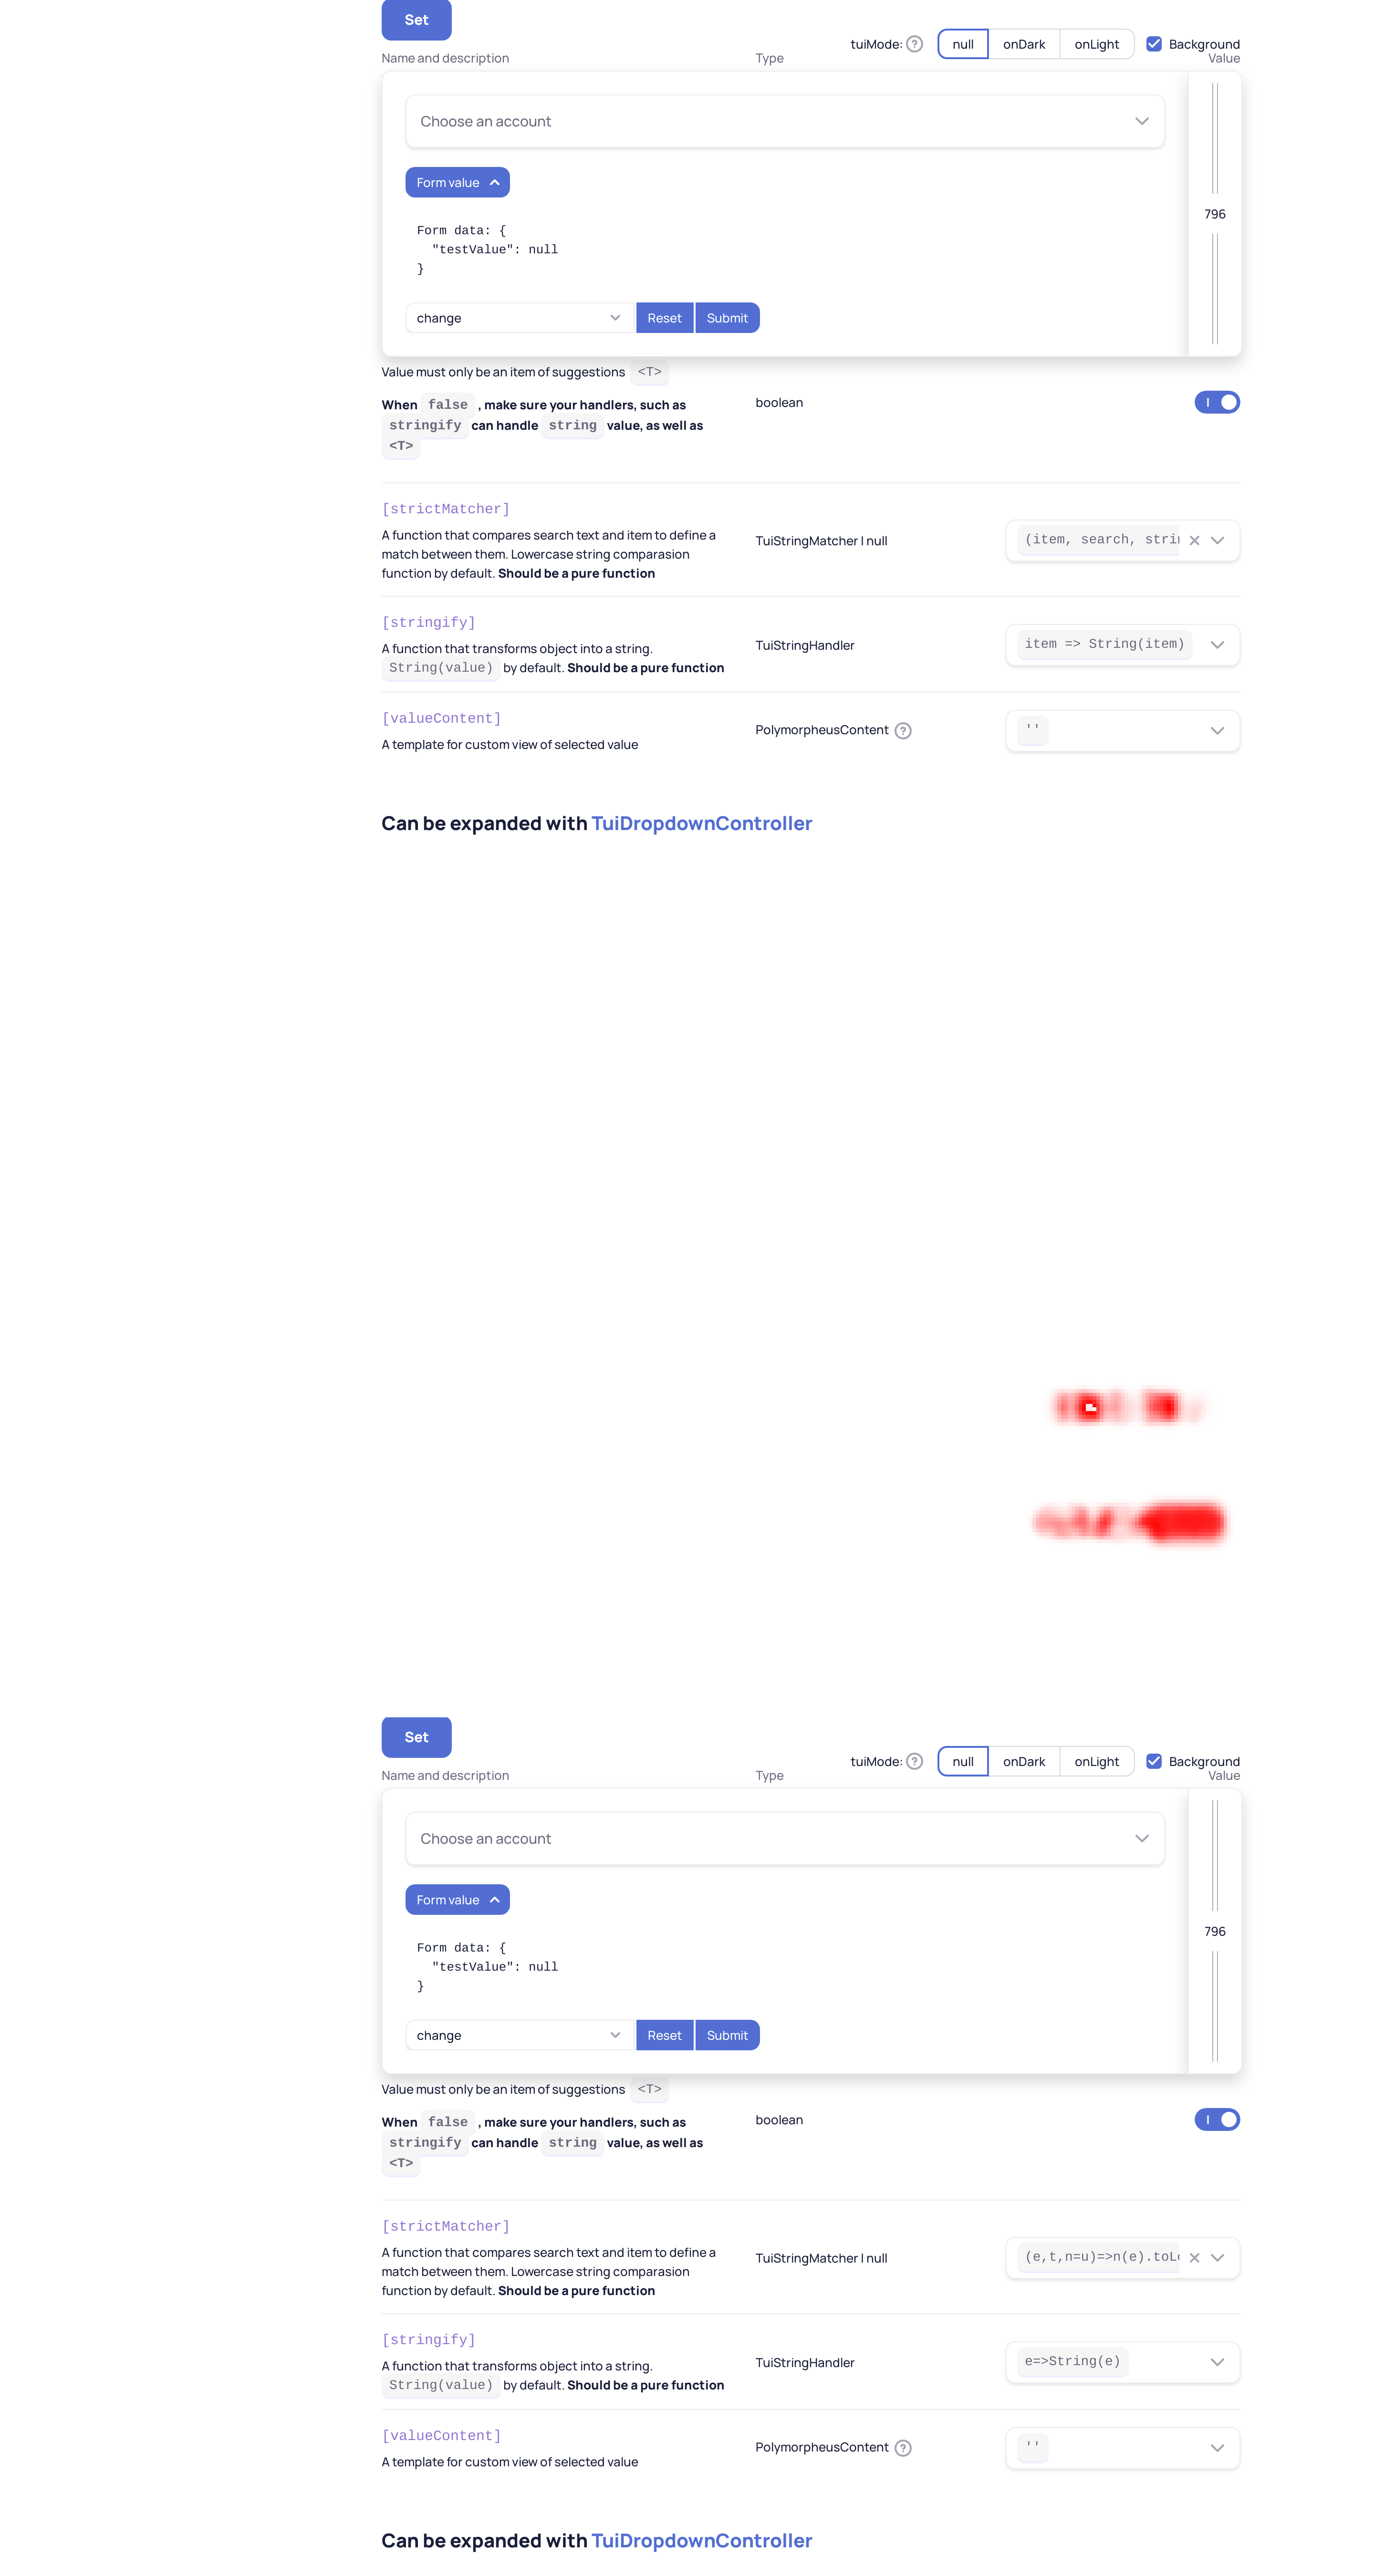 Set
tuiMode: ? null onDark onLight Background
Name and description Type Value
Choose an account
Form value
796
Form data: {
"testValue": null
}
change Reset Submit
Value must only be an item of suggestions <T>
When false , make sure your handlers, such as
boolean
stringify can handle string value, as well as
<T>
[strictMatcher]
A function that compares search text and item to define a
TuiStringMatcher | null (item, search, strin
match between them. Lowercase string comparasion
function by default. Should be a pure function
[stringify]
A function that transforms object into a string.
TuiStringHandler item => String(item)
String(value) by default. Should be a pure function
[valueContent]
PolymorpheusContent ? ''
A template for custom view of selected value
Can be expanded with TuiDropdownController
Set
tuiMode: ? null onDark onLight Background
Name and description Type Value
Choose an account
Form value
796
Form data: {
"testValue": null
}
change Reset Submit
Value must only be an item of suggestions <T>
When false , make sure your handlers, such as
boolean
stringify can handle string value, as well as
<T>
[strictMatcher]
A function that compares search text and item to define a
TuiStringMatcher | null (e,t,n=u)=>n(e).toLo
match between them. Lowercase string comparasion
function by default. Should be a pure function
[stringify]
A function that transforms object into a string.
TuiStringHandler e=>String(e)
String(value) by default. Should be a pure function
[valueContent]
PolymorpheusContent ? ''
A template for custom view of selected value
Can be expanded with TuiDropdownController